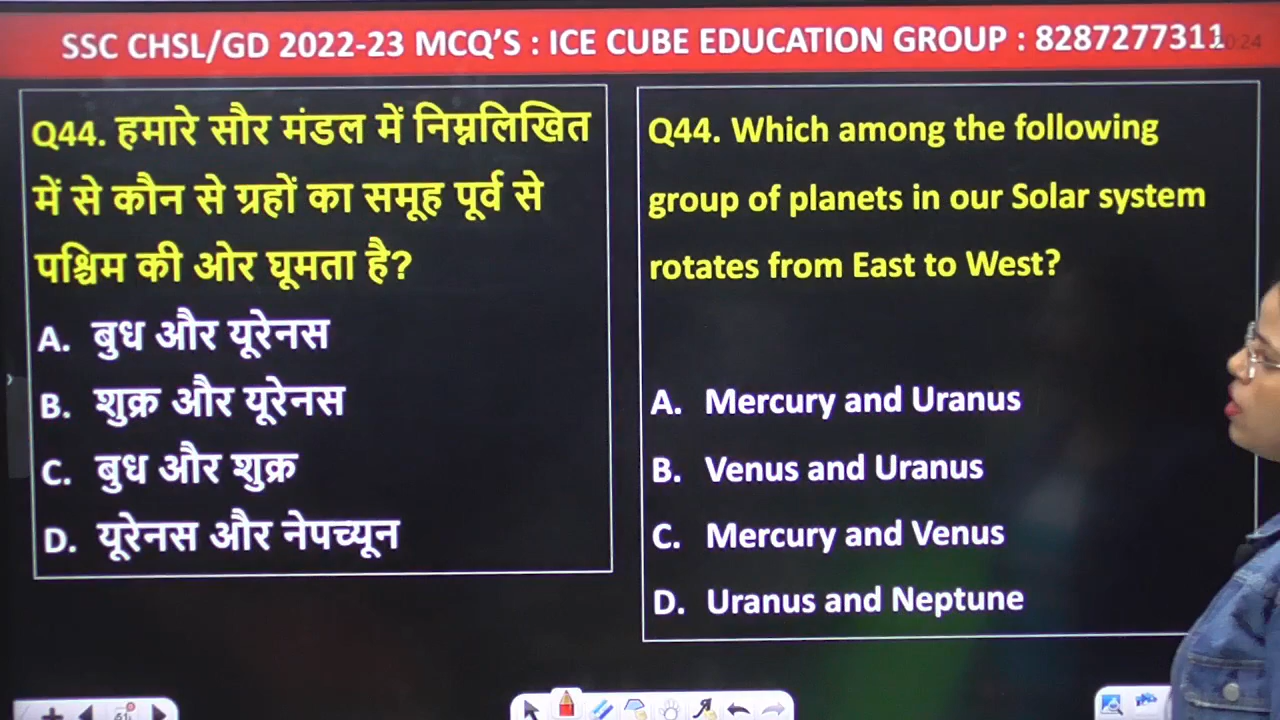 SSC CHSL/GD 2022-23 MCQ'S : ICE CUBE EDUCATION GROUP : 8287277311
Q44. हमारे सौर मंडल में निम्नलिखित
में से कौन से ग्रहों का समूह पूर्व से
पश्चिम की ओर घूमता है?
A. बुध और यूरेनस
B. शुक्र और यूरेनस
C. बुध और शुक्र
D. यूरेनस और नेपच्यून
Q44. Which among the following
group of planets in our Solar system
rotates from East to West?
A. Mercury and Uranus
B. Venus and Uranus
C. Mercury and Venus
D. Uranus and Neptune